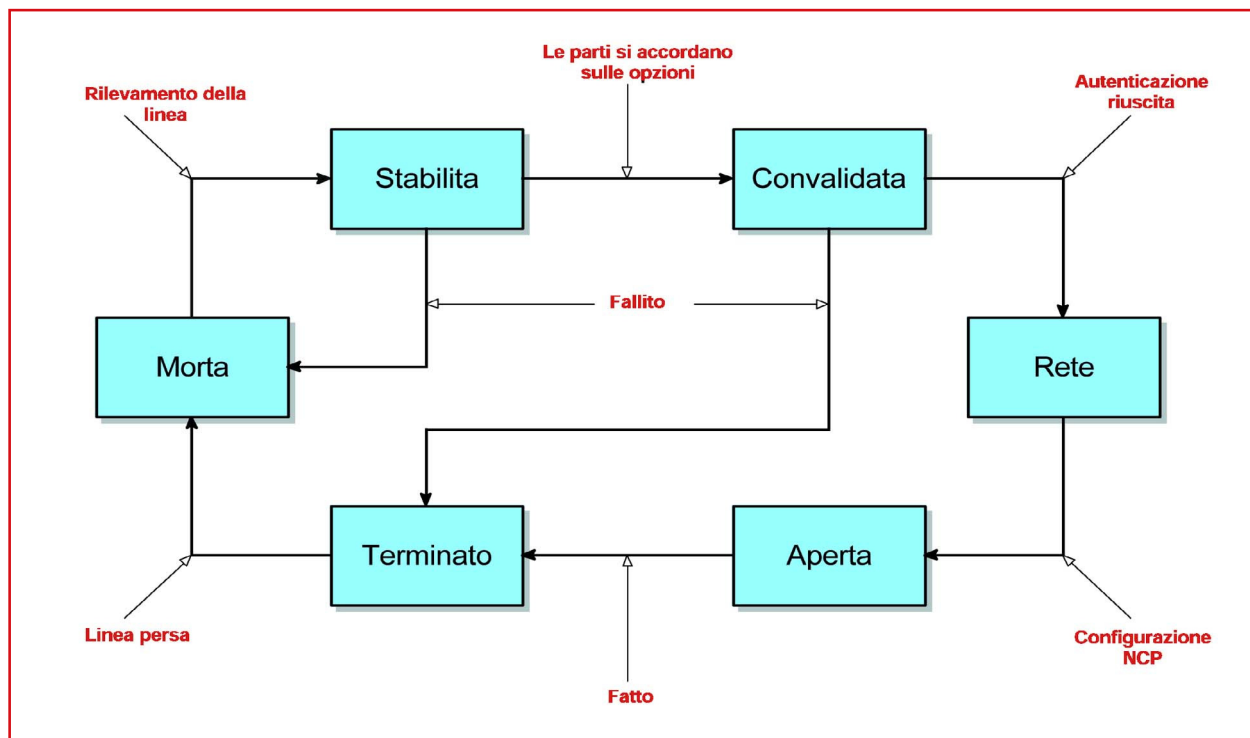 Le parti si accordano
sulle opzioni
Rilevamento della
linea
Autenticazione
riuscita
Stabilita
Convalidata
Fallito
Morta
Rete
Terminato
Aperta
Linea persa
Configurazione
NCP
Fatto